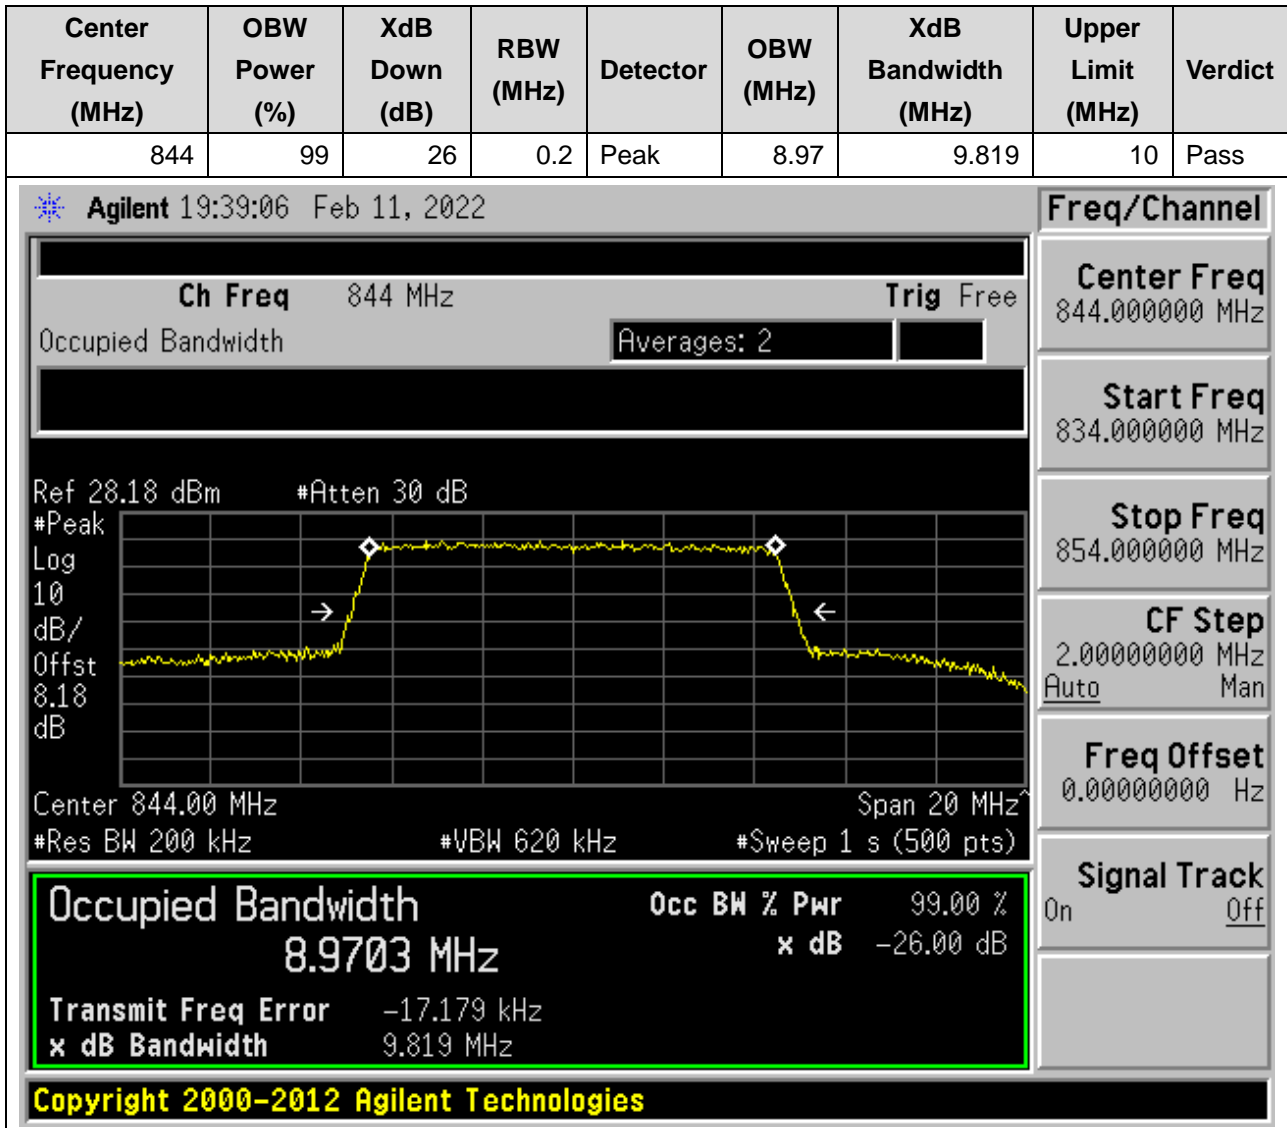 Center Frequency (MHz) OBW Power (%) XdB Down (dB) RBW (MHz) Detector OBW (MHz) XdB Bandwidth (MHz) Upper Limit (MHz) Verdict
844 99 26 0.2 Peak 8.97 9.819 10 Pass
Agilent 19:39:06 Feb 11, 2022
Ch Freq 844 MHz Trig Free
Occupied Bandwidth Averages: 2
Ref 28.18 dBm #Atten 30 dB
#Peak
Log
10
dB/
Offst
8.18
dB
Center 844.00 MHz Span 20 MHz^
#Res BW 200 kHz #VBW 620 kHz #Sweep 1 s (500 pts)
Occupied Bandwidth Occ BW % Pwr 99.00 %
8.9703 MHz x dB -26.00 dB
Transmit Freq Error -17.179 kHz
x dB Bandwidth 9.819 MHz
Copyright 2000-2012 Agilent Technologies
Freq/Channel
Center Freq
844.000000 MHz
Start Freq
834.000000 MHz
Stop Freq
854.000000 MHz
CF Step
2.00000000 MHz
Auto Man
Freq Offset
0.00000000 Hz
Signal Track
On Off